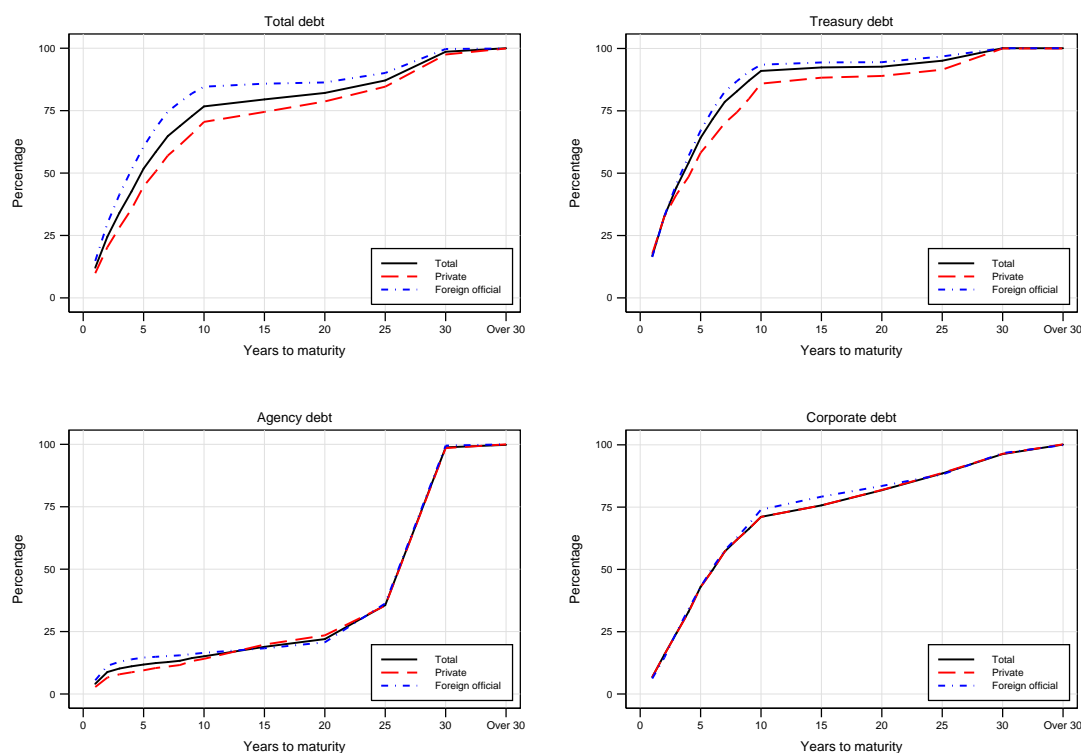 Total debt
Percentage
100
75
50
25
0
Total
Private
Foreign official
0 5 10 15 20 25 30 Over 30
Years to maturity
Treasury debt
Percentage
100
75
50
25
0
Total
Private
Foreign official
0 5 10 15 20 25 30 Over 30
Years to maturity
Agency debt
Percentage
100
75
50
25
0
Total
Private
Foreign official
0 5 10 15 20 25 30 Over 30
Years to maturity
Corporate debt
Percentage
100
75
50
25
0
Total
Private
Foreign official
0 5 10 15 20 25 30 Over 30
Years to maturity